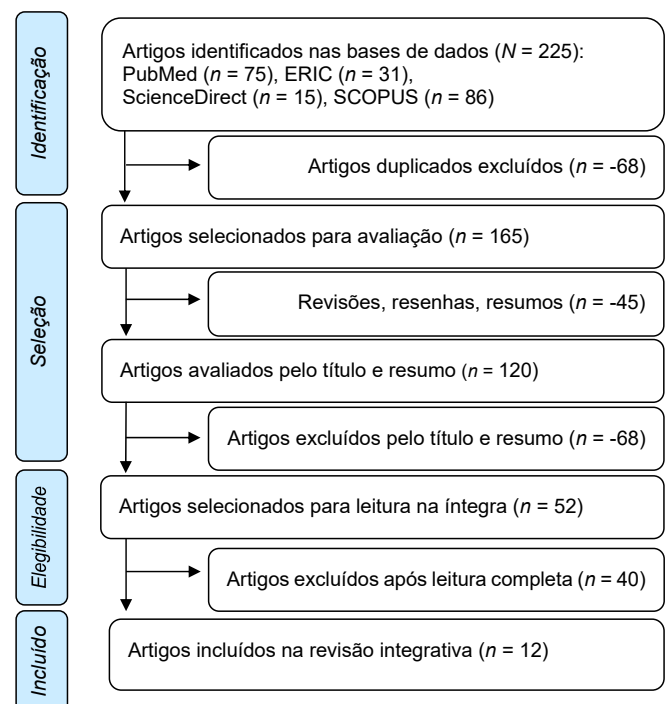 Identificação
Artigos identificados nas bases de dados (N = 225):
PubMed (n = 75), ERIC (n = 31),
ScienceDirect (n = 15), SCOPUS (n = 86)
Artigos duplicados excluídos (n = -68)
Seleção
Artigos selecionados para avaliação (n = 165)
Revisões, resenhas, resumos (n = -45)
Artigos avaliados pelo título e resumo (n = 120)
Artigos excluídos pelo título e resumo (n = -68)
Elegibilidade
Artigos selecionados para leitura na íntegra (n = 52)
Artigos excluídos após leitura completa (n = 40)
Incluído
Artigos incluídos na revisão integrativa (n = 12)